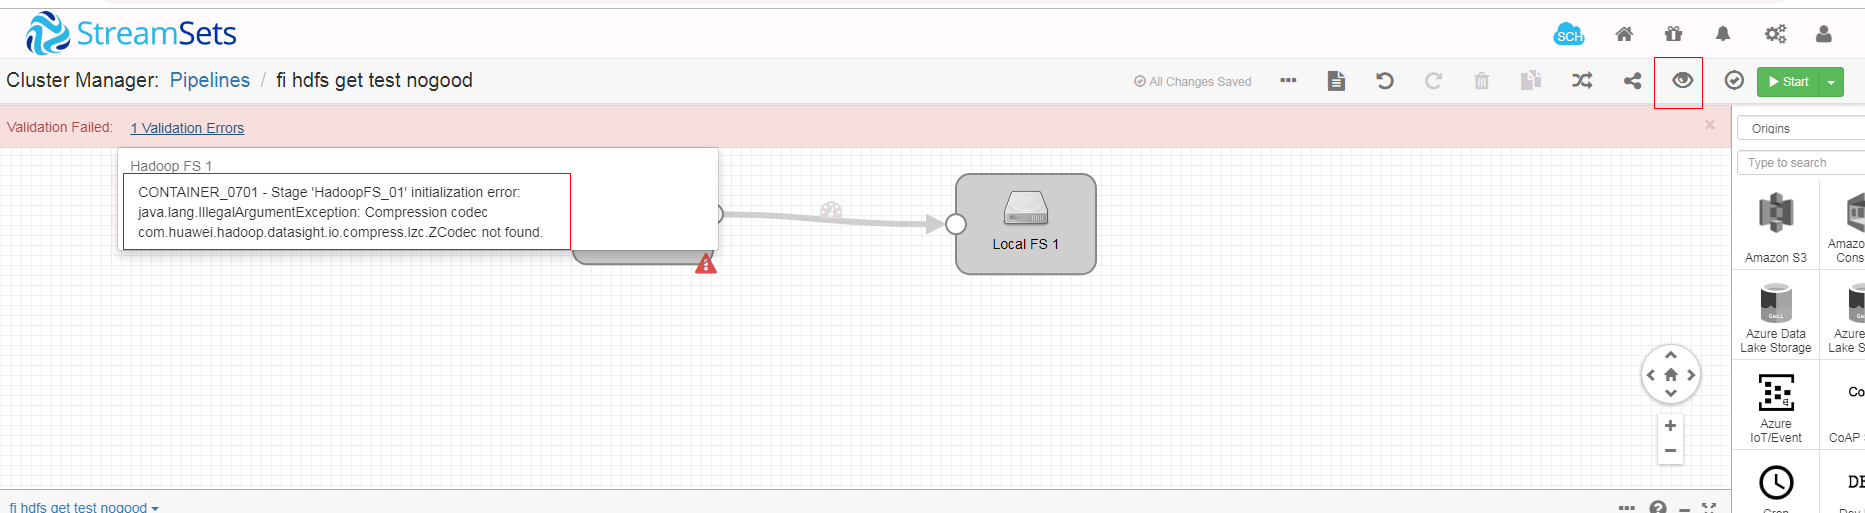 StreamSets
SCH
Cluster Manager: Pipelines / fi hdfs get test nogood
All Changes Saved
Start
Validation Failed: 1 Validation Errors
Hadoop FS 1
CONTAINER_0701 - Stage 'HadoopFS_01' initialization error:
java.lang.IllegalArgumentException: Compression codec
com.huawei.hadoop.datasight.io.compress.lzc.ZCodec not found.
Local FS 1
Origins
Type to search
Amazon S3
Amazo
Cons
Azure Data
Lake Storage
Azure
Lake S
Azure
IoT/Event
Co
CoAP
DE
fi hdfs get test nogood